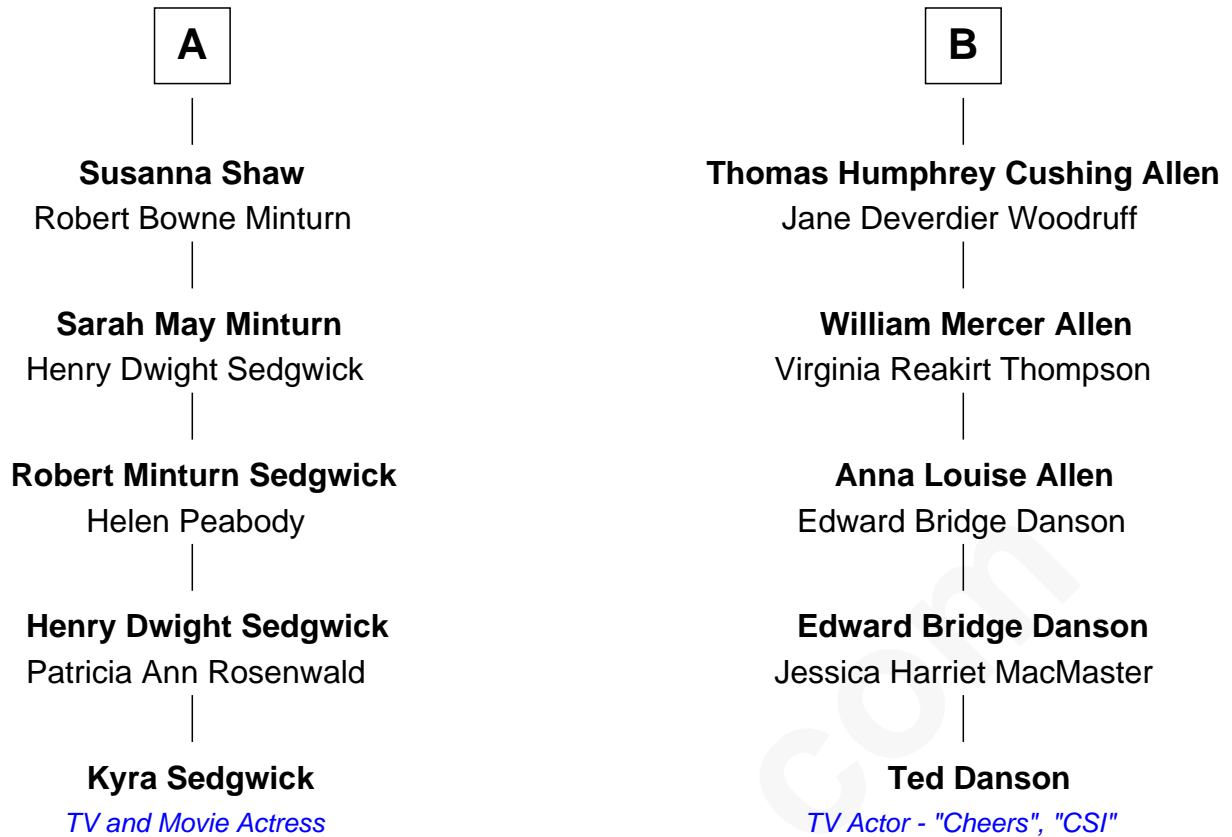 A
B
Susanna Shaw
Robert Bowne Minturn
Thomas Humphrey Cushing Allen
Jane Deverdier Woodruff
Sarah May Minturn
Henry Dwight Sedgwick
William Mercer Allen
Virginia Reakirt Thompson
Robert Minturn Sedgwick
Helen Peabody
Anna Louise Allen
Edward Bridge Danson
Henry Dwight Sedgwick
Patricia Ann Rosenwald
Edward Bridge Danson
Jessica Harriet MacMaster
Kyra Sedgwick
TV and Movie Actress
Ted Danson
TV Actor - "Cheers", "CSI"
com